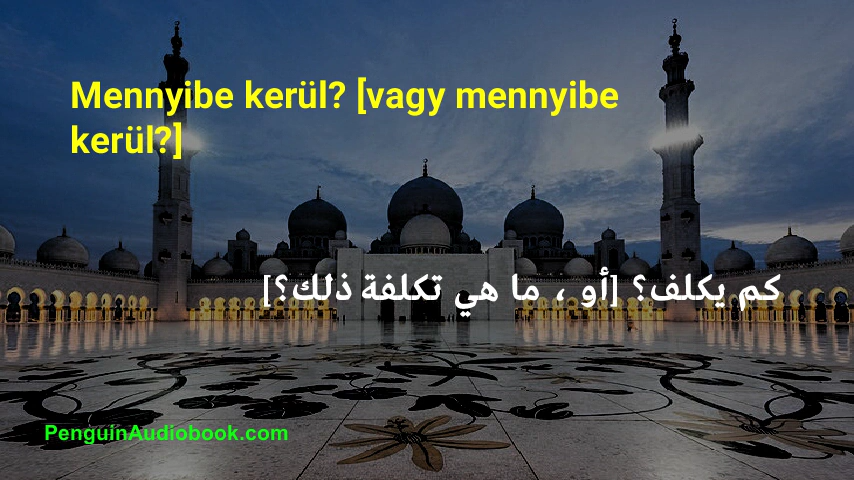 Mennyibe kerül? [vagy mennyibe
kerül?]
كم يكلف؟ [أو ، ما هي تكلفة ذلك؟]
PenguinAudiobook.com